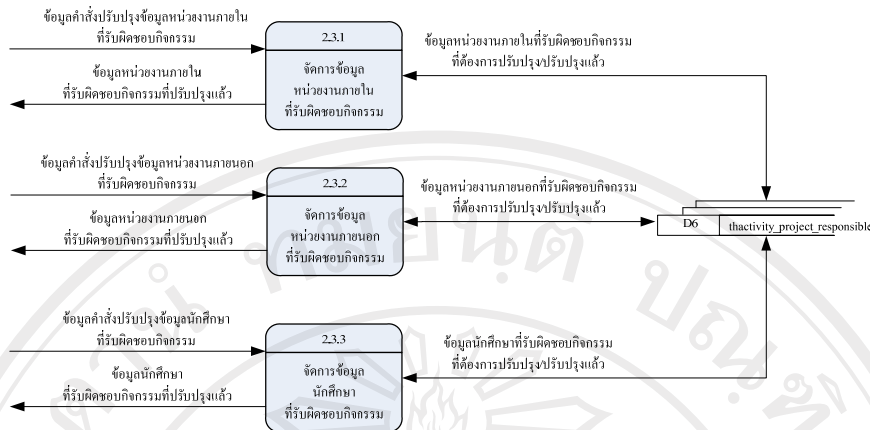 ข้อมูลคำสั่งปรับปรุงข้อมูลหน่วยงานภายใน
ที่รับผิดชอบกิจกรรม
ข้อมูลหน่วยงานภายใน
ที่รับผิดชอบกิจกรรมที่ปรับปรุงแล้ว
2.3.1
จัดการข้อมูล
หน่วยงานภายใน
ที่รับผิดชอบกิจกรรม
ข้อมูลหน่วยงานภายในที่รับผิดชอบกิจกรรม
ที่ต้องการปรับปรุง/ปรับปรุงแล้ว
ข้อมูลคำสั่งปรับปรุงข้อมูลหน่วยงานภายนอก
ที่รับผิดชอบกิจกรรม
ข้อมูลหน่วยงานภายนอก
ที่รับผิดชอบกิจกรรมที่ปรับปรุงแล้ว
2.3.2
จัดการข้อมูล
หน่วยงานภายนอก
ที่รับผิดชอบกิจกรรม
ข้อมูลหน่วยงานภายนอกที่รับผิดชอบกิจกรรม
ที่ต้องการปรับปรุง/ปรับปรุงแล้ว
D6 thactivity_project_responsible
ข้อมูลคำสั่งปรับปรุงข้อมูลนักศึกษา
ที่รับผิดชอบกิจกรรม
ข้อมูลนักศึกษา
ที่รับผิดชอบกิจกรรมที่ปรับปรุงแล้ว
2.3.3
จัดการข้อมูล
นักศึกษา
ที่รับผิดชอบกิจกรรม
ข้อมูลนักศึกษาที่รับผิดชอบกิจกรรม
ที่ต้องการปรับปรุง/ปรับปรุงแล้ว